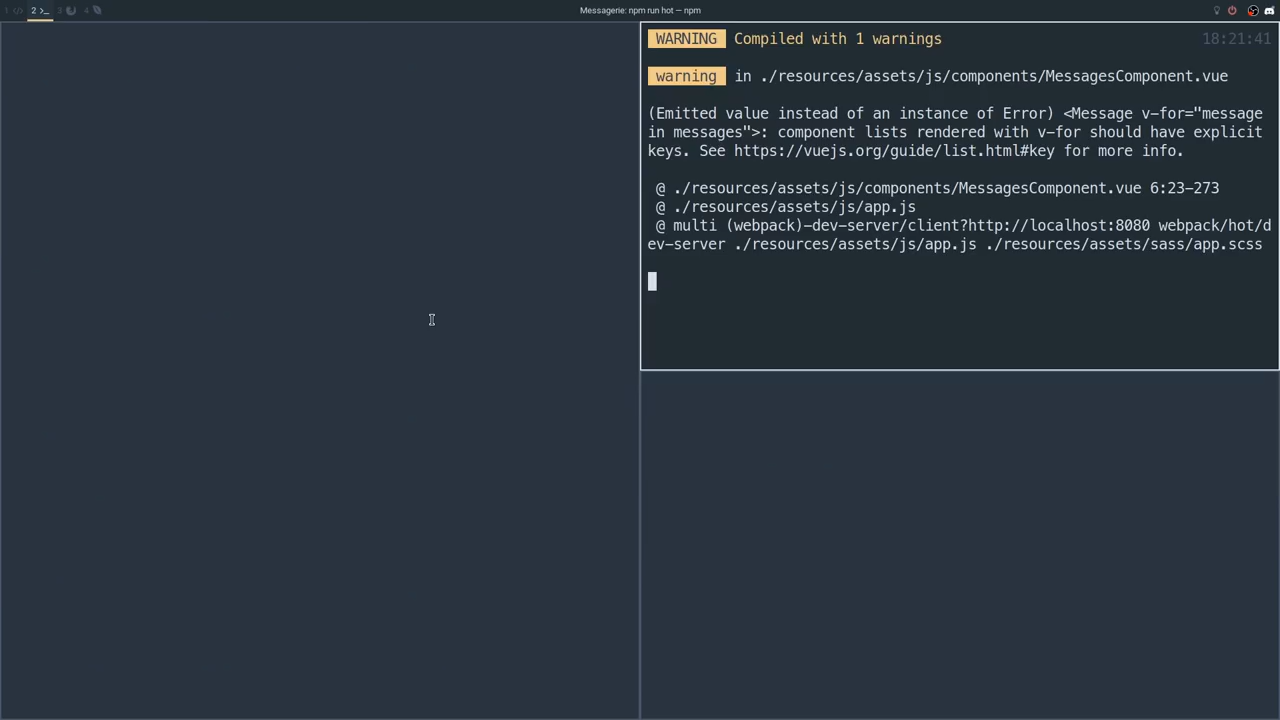 1 </>
2 >_
3
4
Messagerie: npm run hot — npm
WARNING Compiled with 1 warnings 18:21:41
warning in ./resources/assets/js/components/MessagesComponent.vue
(Emitted value instead of an instance of Error) <Message v-for="message
in messages">: component lists rendered with v-for should have explicit
keys. See https://vuejs.org/guide/list.html#key for more info.
@ ./resources/assets/js/components/MessagesComponent.vue 6:23-273
@ ./resources/assets/js/app.js
@ multi (webpack)-dev-server/client?http://localhost:8080 webpack/hot/d
ev-server ./resources/assets/js/app.js ./resources/assets/sass/app.scss